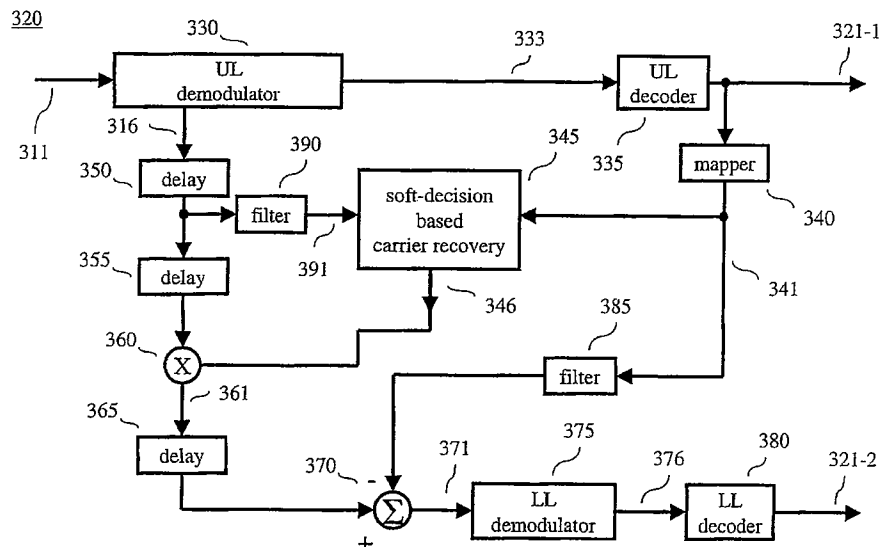 320
330
333
321-1
UL
demodulator
UL
decoder
311
316
390
345
335
350
delay
filter
soft-decision
based
carrier recovery
mapper
340
391
355
delay
346
341
385
360
X
filter
361
365
delay
375
371
376
380
321-2
370
-
Σ
LL
demodulator
LL
decoder
+